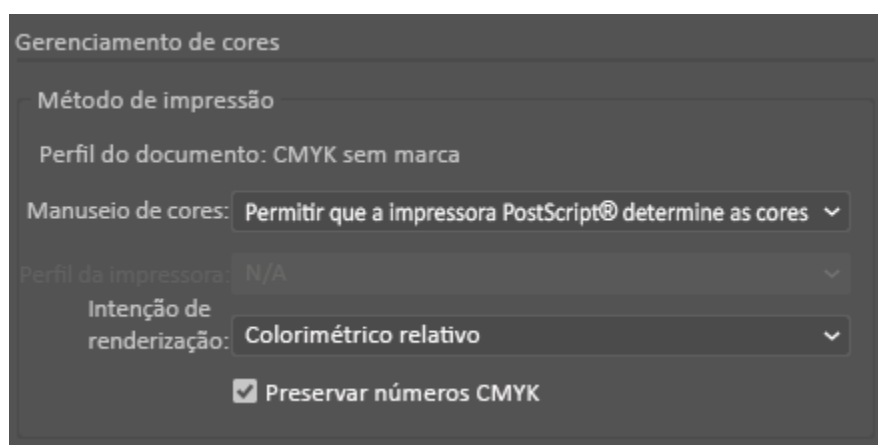 Gerenciamento de cores
Método de impressão
Perfil do documento: CMYK sem marca
Manuseio de cores: Permitir que a impressora PostScript® determine as cores
Perfil da impressora: N/A
Intenção de
renderização: Colorimétrico relativo
Preservar números CMYK